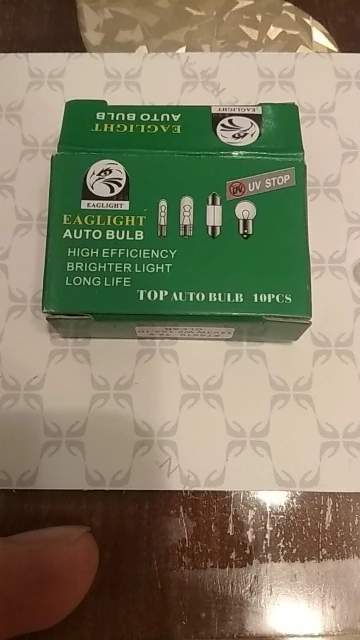 EAGLIGHT
AUTO BULB
EAGLIGHT
UV STOP
EAGLIGHT
AUTO BULB
HIGH EFFICIENCY
BRIGHTER LIGHT
LONG LIFE
TOP AUTO BULB 10PCS
CLEAR